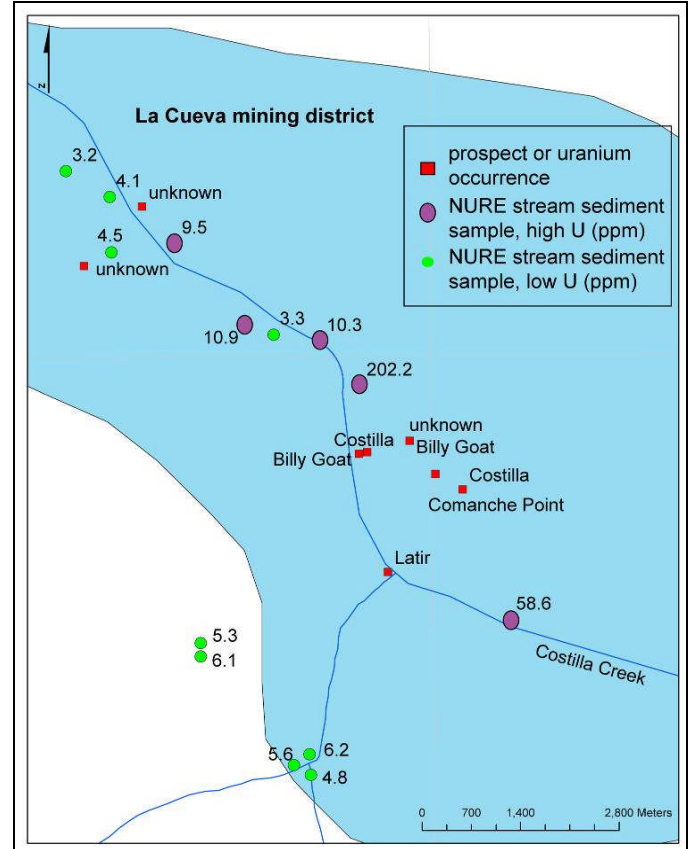 z
La Cueva mining district
prospect or uranium
occurrence
NURE stream sediment
sample, high U (ppm)
NURE stream sediment
sample, low U (ppm)
3.2
4.1
unknown
9.5
4.5
unknown
10.9
3.3
10.3
202.2
unknown
Costilla
Billy Goat
Billy Goat
Costilla
Comanche Point
Latir
58.6
Costilla Creek
5.3
6.1
6.2
5.6
4.8
0 700 1,400 2,800 Meters